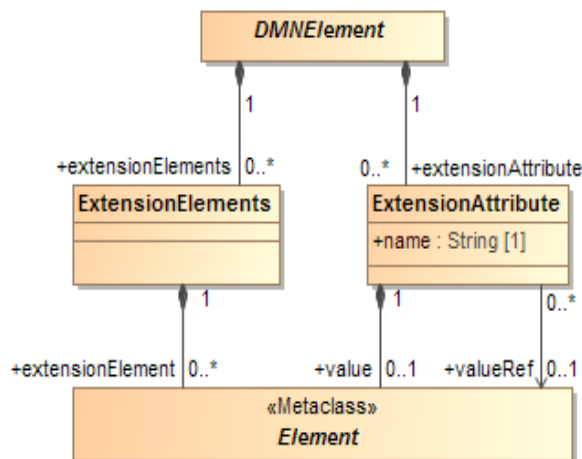 DMNElement
1 1
+extensionElements 0..* 0..* +extensionAttribute
ExtensionElements
ExtensionAttribute
+name : String [1]
1 1 0..*
+extensionElement 0..* +value 0..1 +valueRef 0..1
«Metaclass»
Element